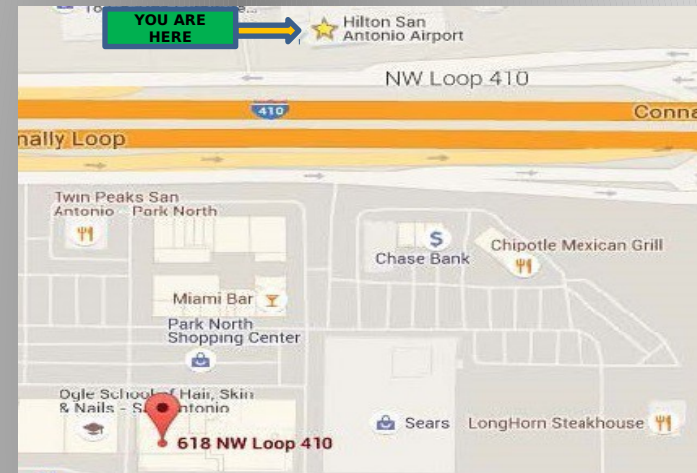 YOU ARE
HERE
Hilton San
Antonio Airport
NW Loop 410
410
Conna
nally Loop
Twin Peaks San
Antonio - Park North
Chase Bank
Chipotle Mexican Grill
Miami Bar
Park North
Shopping Center
Ogle School of Hair, Skin
& Nails - S ntonio
618 NW Loop 410
Sears
LongHorn Steakhouse